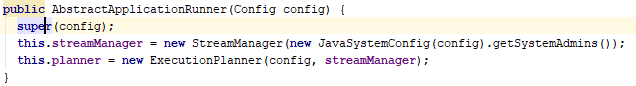 public AbstractApplicationRunner(Config config) {
super(config);
this.streamManager = new StreamManager(new JavaSystemConfig(config).getSystemAdmins());
this.planner = new ExecutionPlanner(config, streamManager);
}